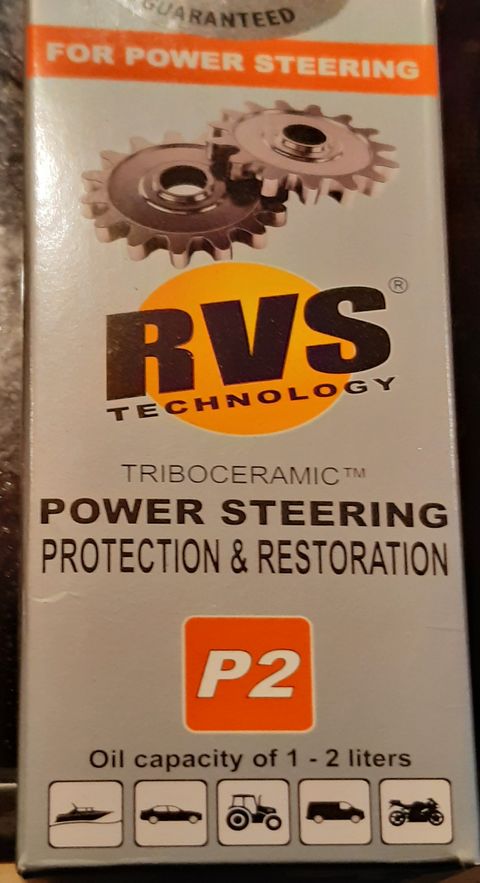 GUARANTEED
FOR POWER STEERING
RVS®
TECHNOLOGY
TRIBOCERAMIC™
POWER STEERING
PROTECTION & RESTORATION
P2
Oil capacity of 1 - 2 liters